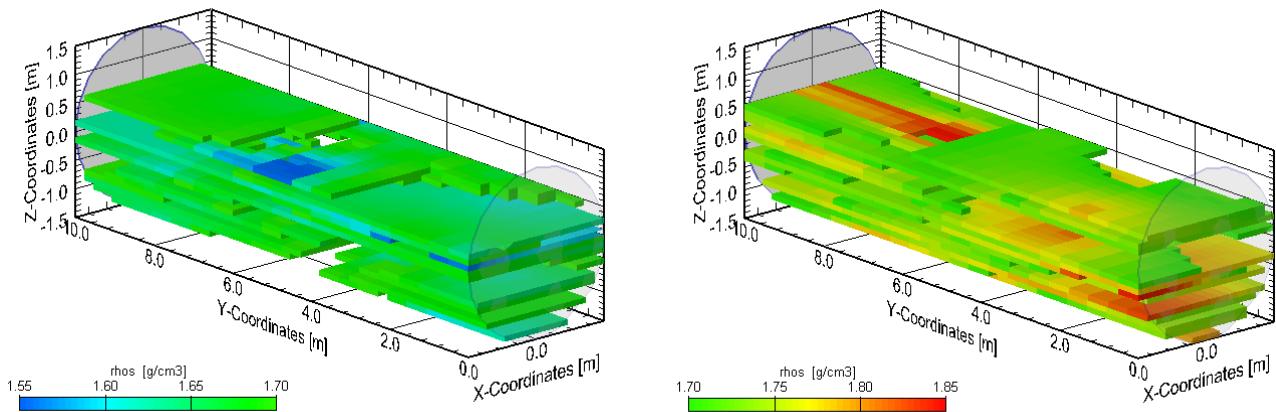 1.5
1.0
0.5
0.0
-0.5
-1.0
-1.5
Z-Coordinates [m]
10.0
8.0
6.0
4.0
2.0
0.0
Y-Coordinates [m]
0.0
X-Coordinates [m]
rhos [g/cm3]
1.55 1.60 1.65 1.70
1.5
1.0
0.5
0.0
-0.5
-1.0
-1.5
Z-Coordinates [m]
10.0
8.0
6.0
4.0
2.0
0.0
Y-Coordinates [m]
0.0
X-Coordinates [m]
rhos [g/cm3]
1.70 1.75 1.80 1.85